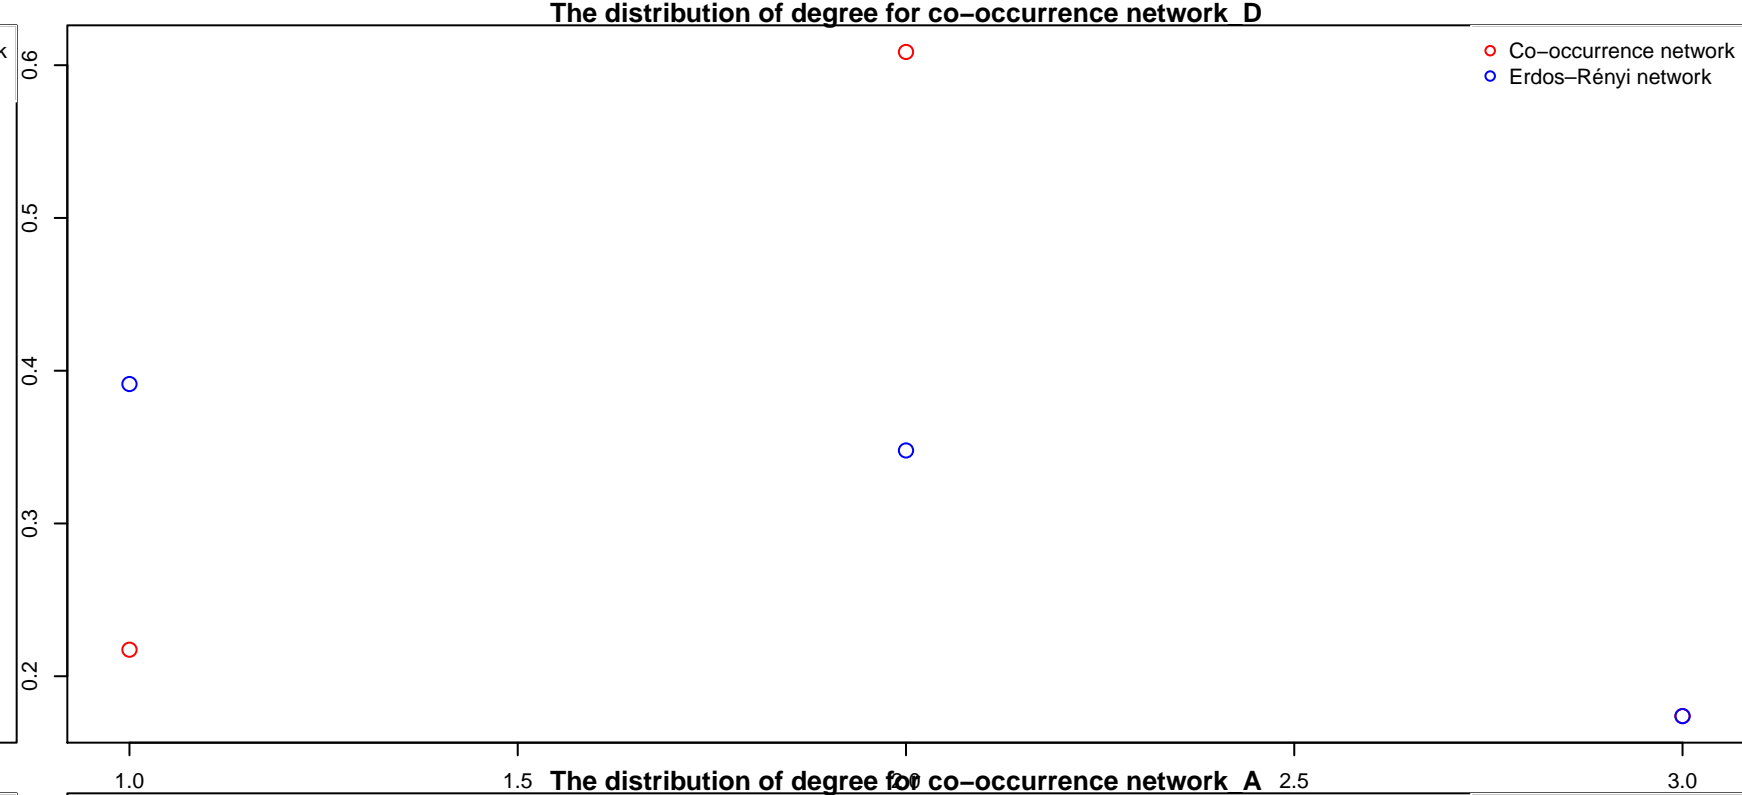 The distribution of degree for co−occurrence network_D
k
Co−occurrence network
Erdos−Rényi network
0.6
0.5
0.4
0.3
0.2
1.0 1.5 2.0 2.5 3.0
The distribution of degree for co−occurrence network_A